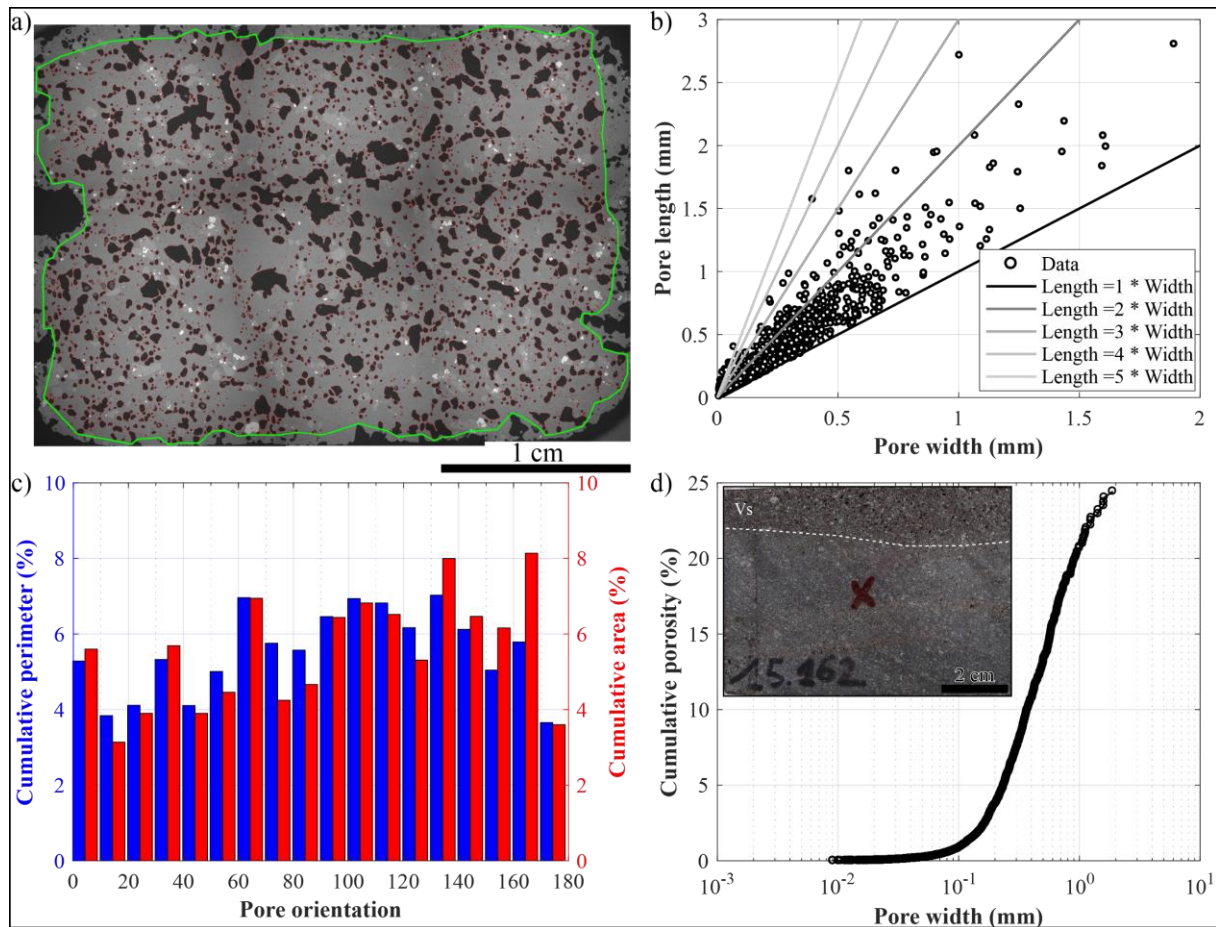 a)
1 cm
b)
Pore length (mm)
3
2.5
2
1.5
1
0.5
0
0 0.5 1 1.5 2
Pore width (mm)
Data
Length =1 * Width
Length =2 * Width
Length =3 * Width
Length =4 * Width
Length =5 * Width
c)
Cumulative perimeter (%)
10
8
6
4
2
0
Cumulative area (%)
10
8
6
4
2
0
0 20 40 60 80 100 120 140 160 180
Pore orientation
d)
Cumulative porosity (%)
25
20
15
10
5
0
Vs
X
15.162
2 cm
10⁻³ 10⁻² 10⁻¹ 10⁰ 10¹
Pore width (mm)